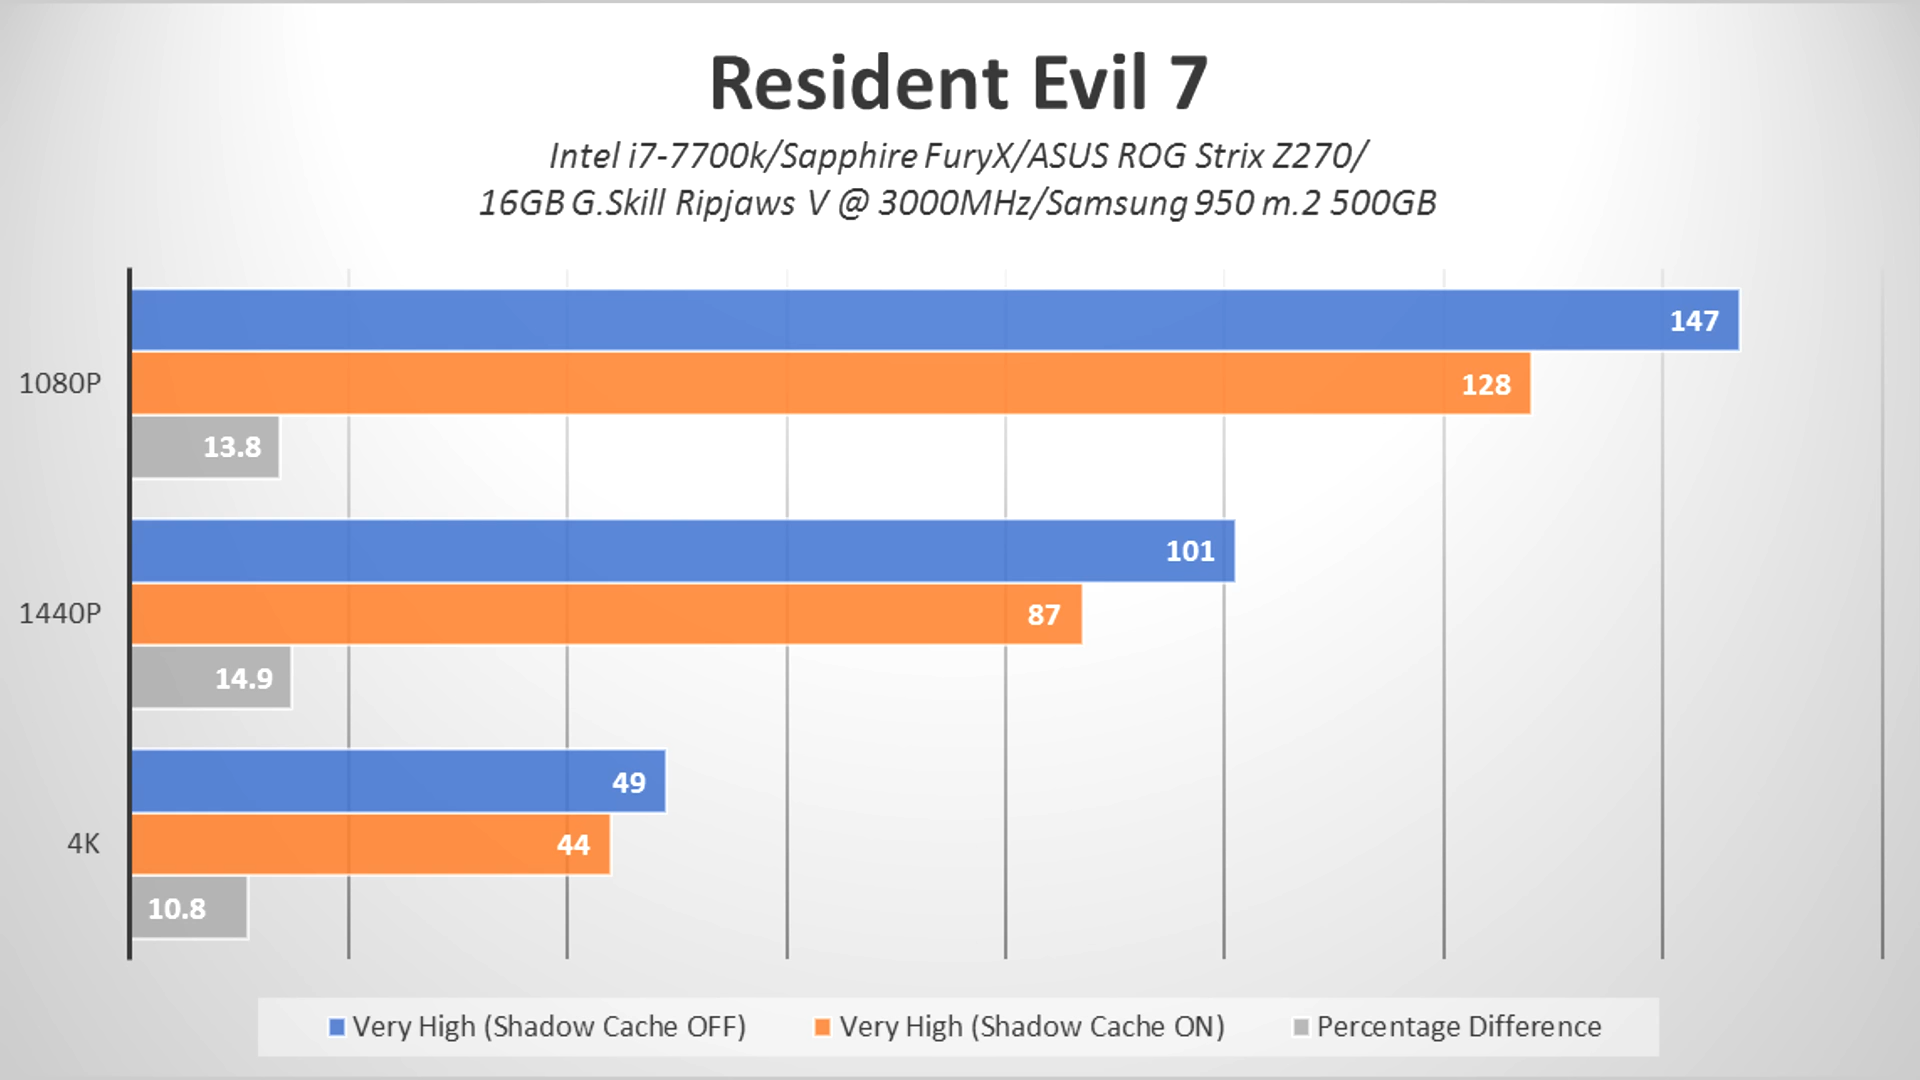 Resident Evil 7
Intel i7-7700k/Sapphire FuryX/ASUS ROG Strix Z270/
16GB G.Skill Ripjaws V @ 3000MHz/Samsung 950 m.2 500GB
147
1080P
128
13.8
101
1440P
87
14.9
49
4K
44
10.8
Very High (Shadow Cache OFF)
Very High (Shadow Cache ON)
Percentage Difference